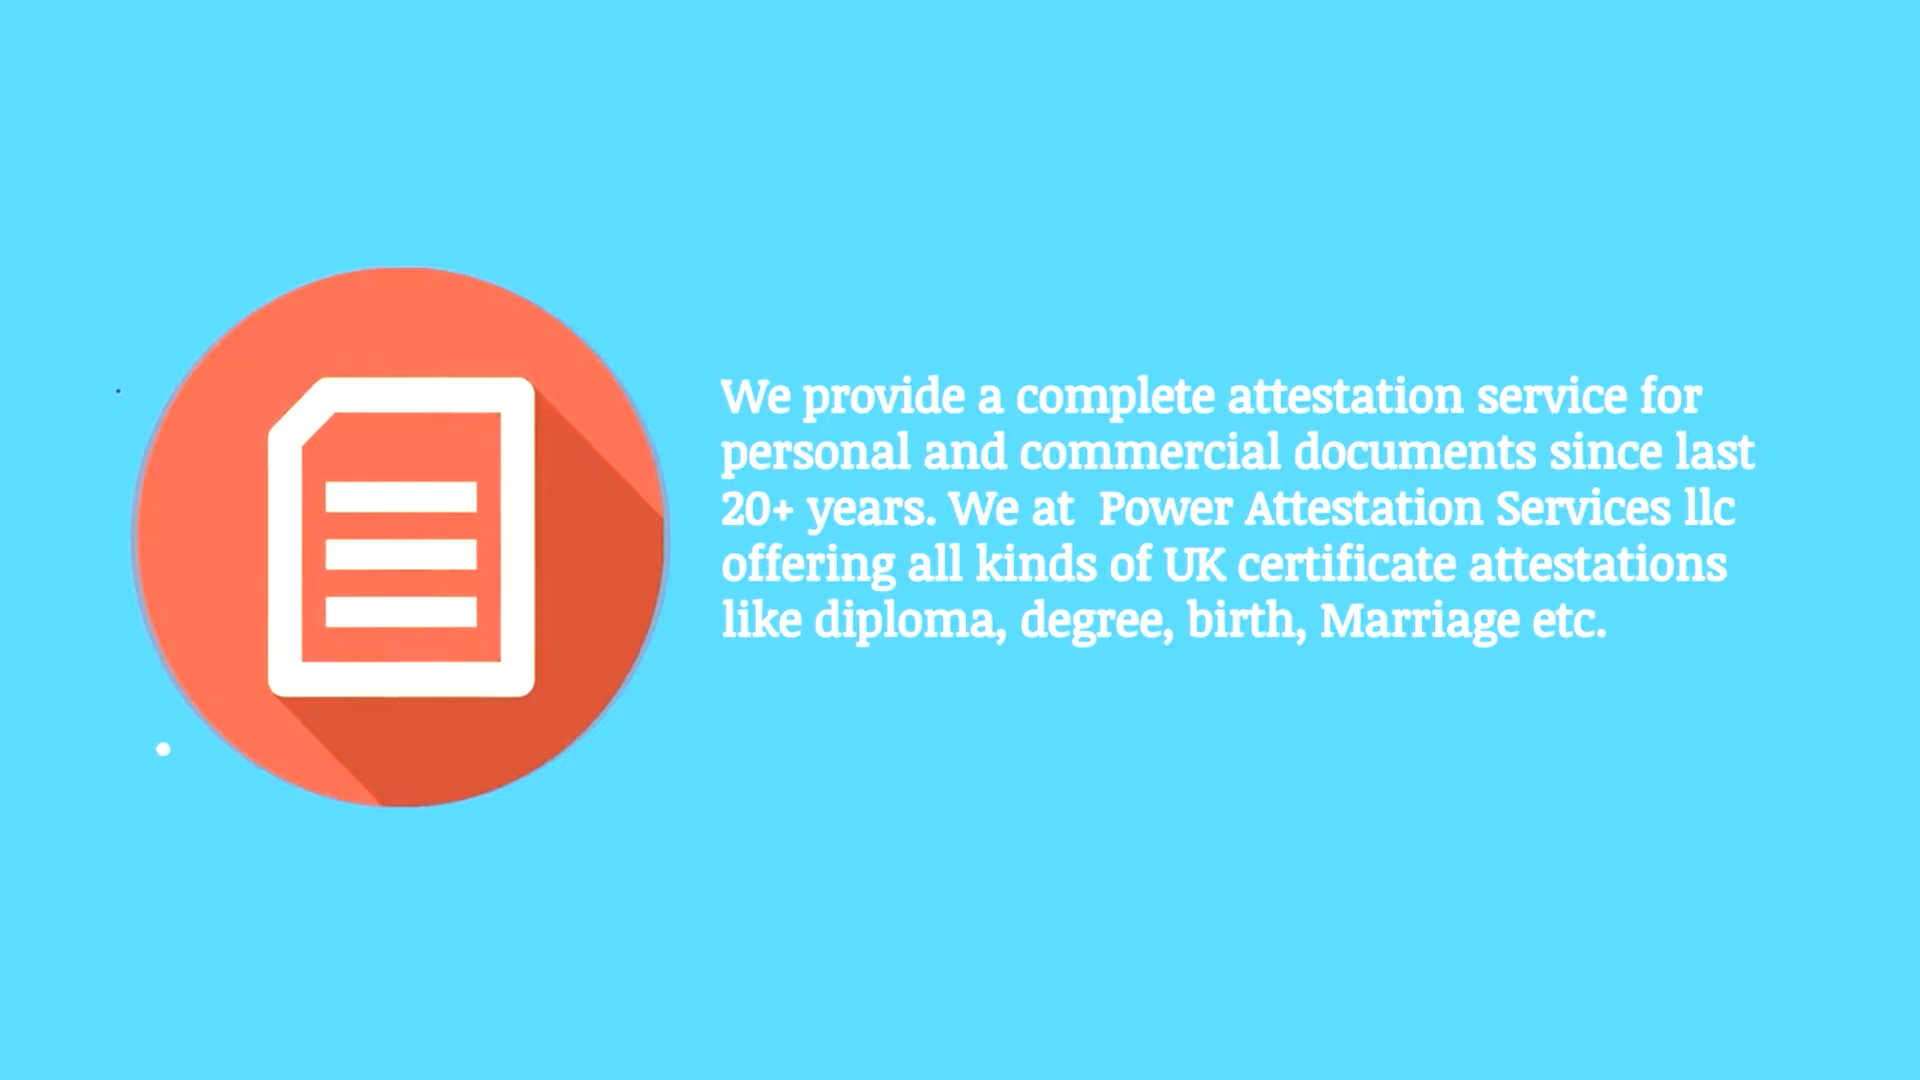 We provide a complete attestation service for
personal and commercial documents since last
20+ years. We at  Power Attestation Services llc
offering all kinds of UK certificate attestations
like diploma, degree, birth, Marriage etc.